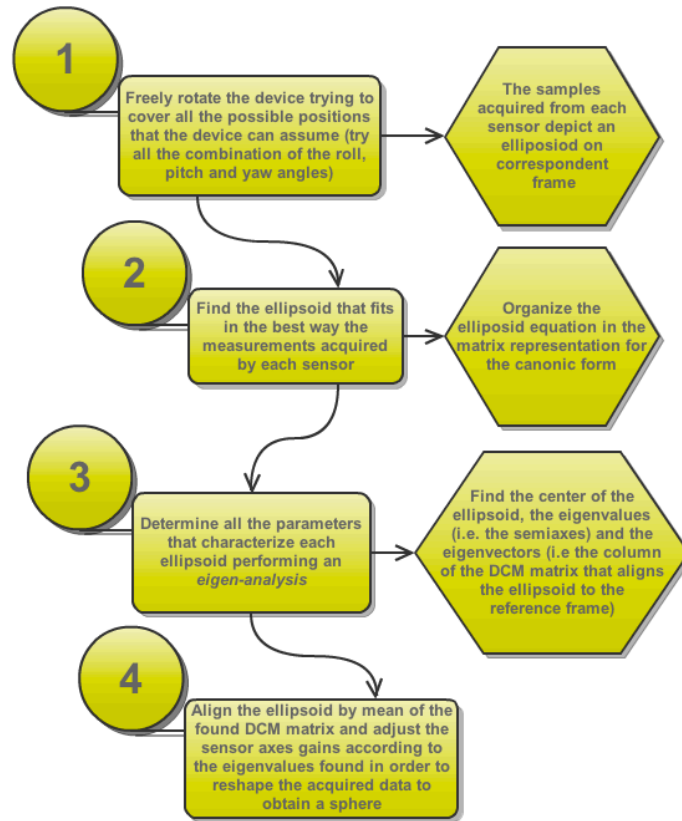 1
Freely rotate the device trying to
cover all the possible positions
that the device can assume (try
all the combination of the roll,
pitch and yaw angles)
The samples
acquired from each
sensor depict an
elliposiod on
correspondent
frame
2
Find the ellipsoid that fits
in the best way the
measurements acquired
by each sensor
Organize the
elliposid equation in the
matrix representation for
the canonic form
3
Determine all the parameters
that characterize each
ellipsoid performing an
eigen-analysis
Find the center of the
ellipsoid, the eigenvalues
(i.e. the semiaxes) and the
eigenvectors (i.e the column
of the DCM matrix that aligns
the ellipsoid to the
reference frame)
4
Align the ellipsoid by mean of the
found DCM matrix and adjust the
sensor axes gains according to
the eigenvalues found in order to
reshape the acquired data to
obtain a sphere